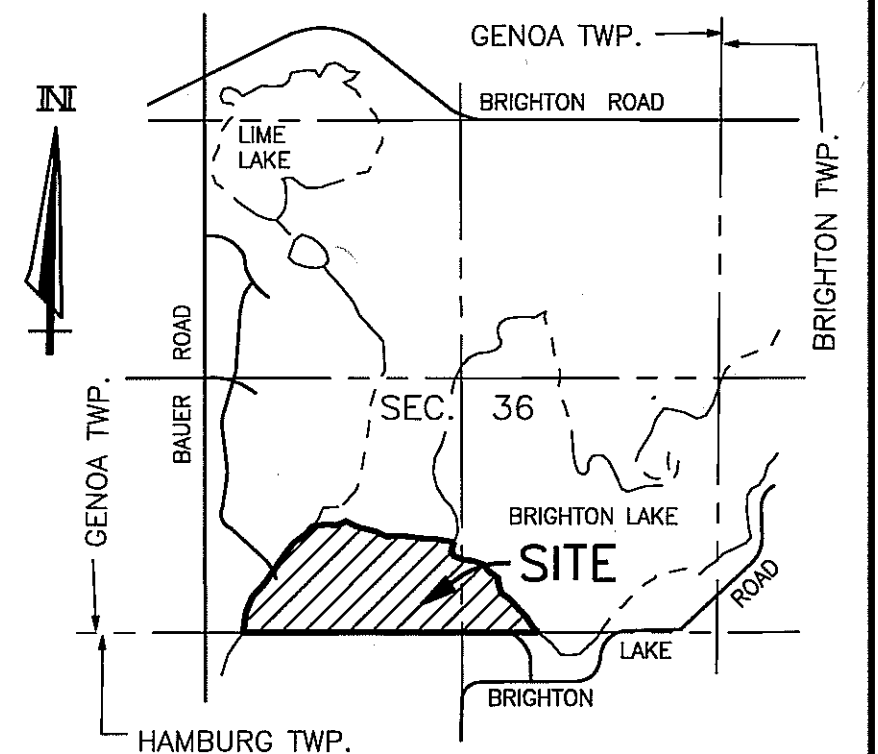 GENOA TWP.
N
BRIGHTON ROAD
LIME
LAKE
BRIGHTON TWP.
BAUER ROAD
GENOA TWP.
SEC. 36
BRIGHTON LAKE
SITE
ROAD
LAKE
BRIGHTON
HAMBURG TWP.